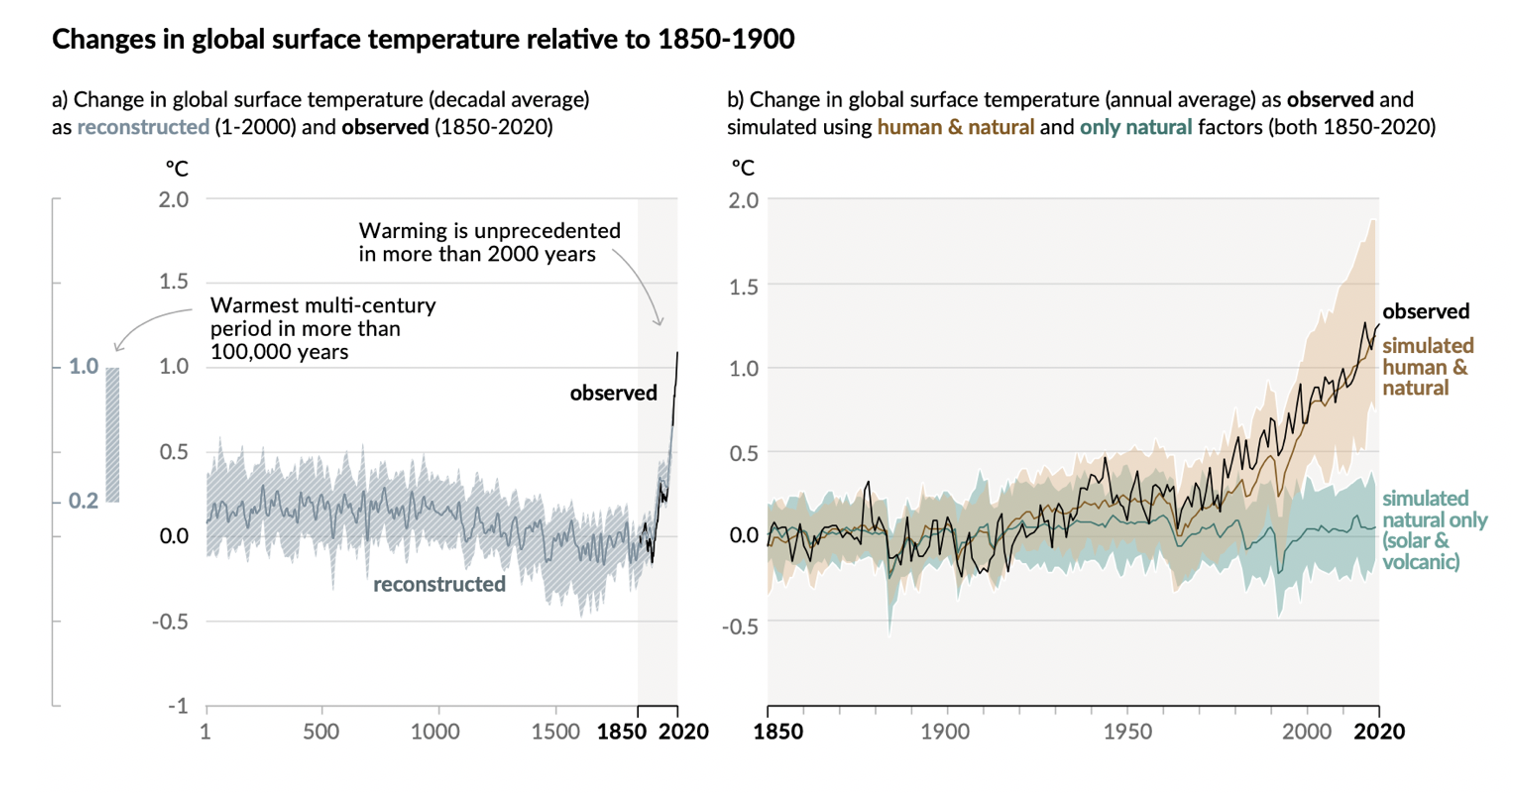 Changes in global surface temperature relative to 1850-1900
a) Change in global surface temperature (decadal average)
as reconstructed (1-2000) and observed (1850-2020)
°C
2.0
1.5
1.0
0.5
0.0
-0.5
-1
1.0
0.2
Warming is unprecedented
in more than 2000 years
Warmest multi-century
period in more than
100,000 years
observed
reconstructed
1
500
1000
1500
1850
2020
b) Change in global surface temperature (annual average) as observed and
simulated using human & natural and only natural factors (both 1850-2020)
°C
2.0
1.5
1.0
0.5
0.0
-0.5
observed
simulated
human &
natural
simulated
natural only
(solar &
volcanic)
1850
1900
1950
2000
2020